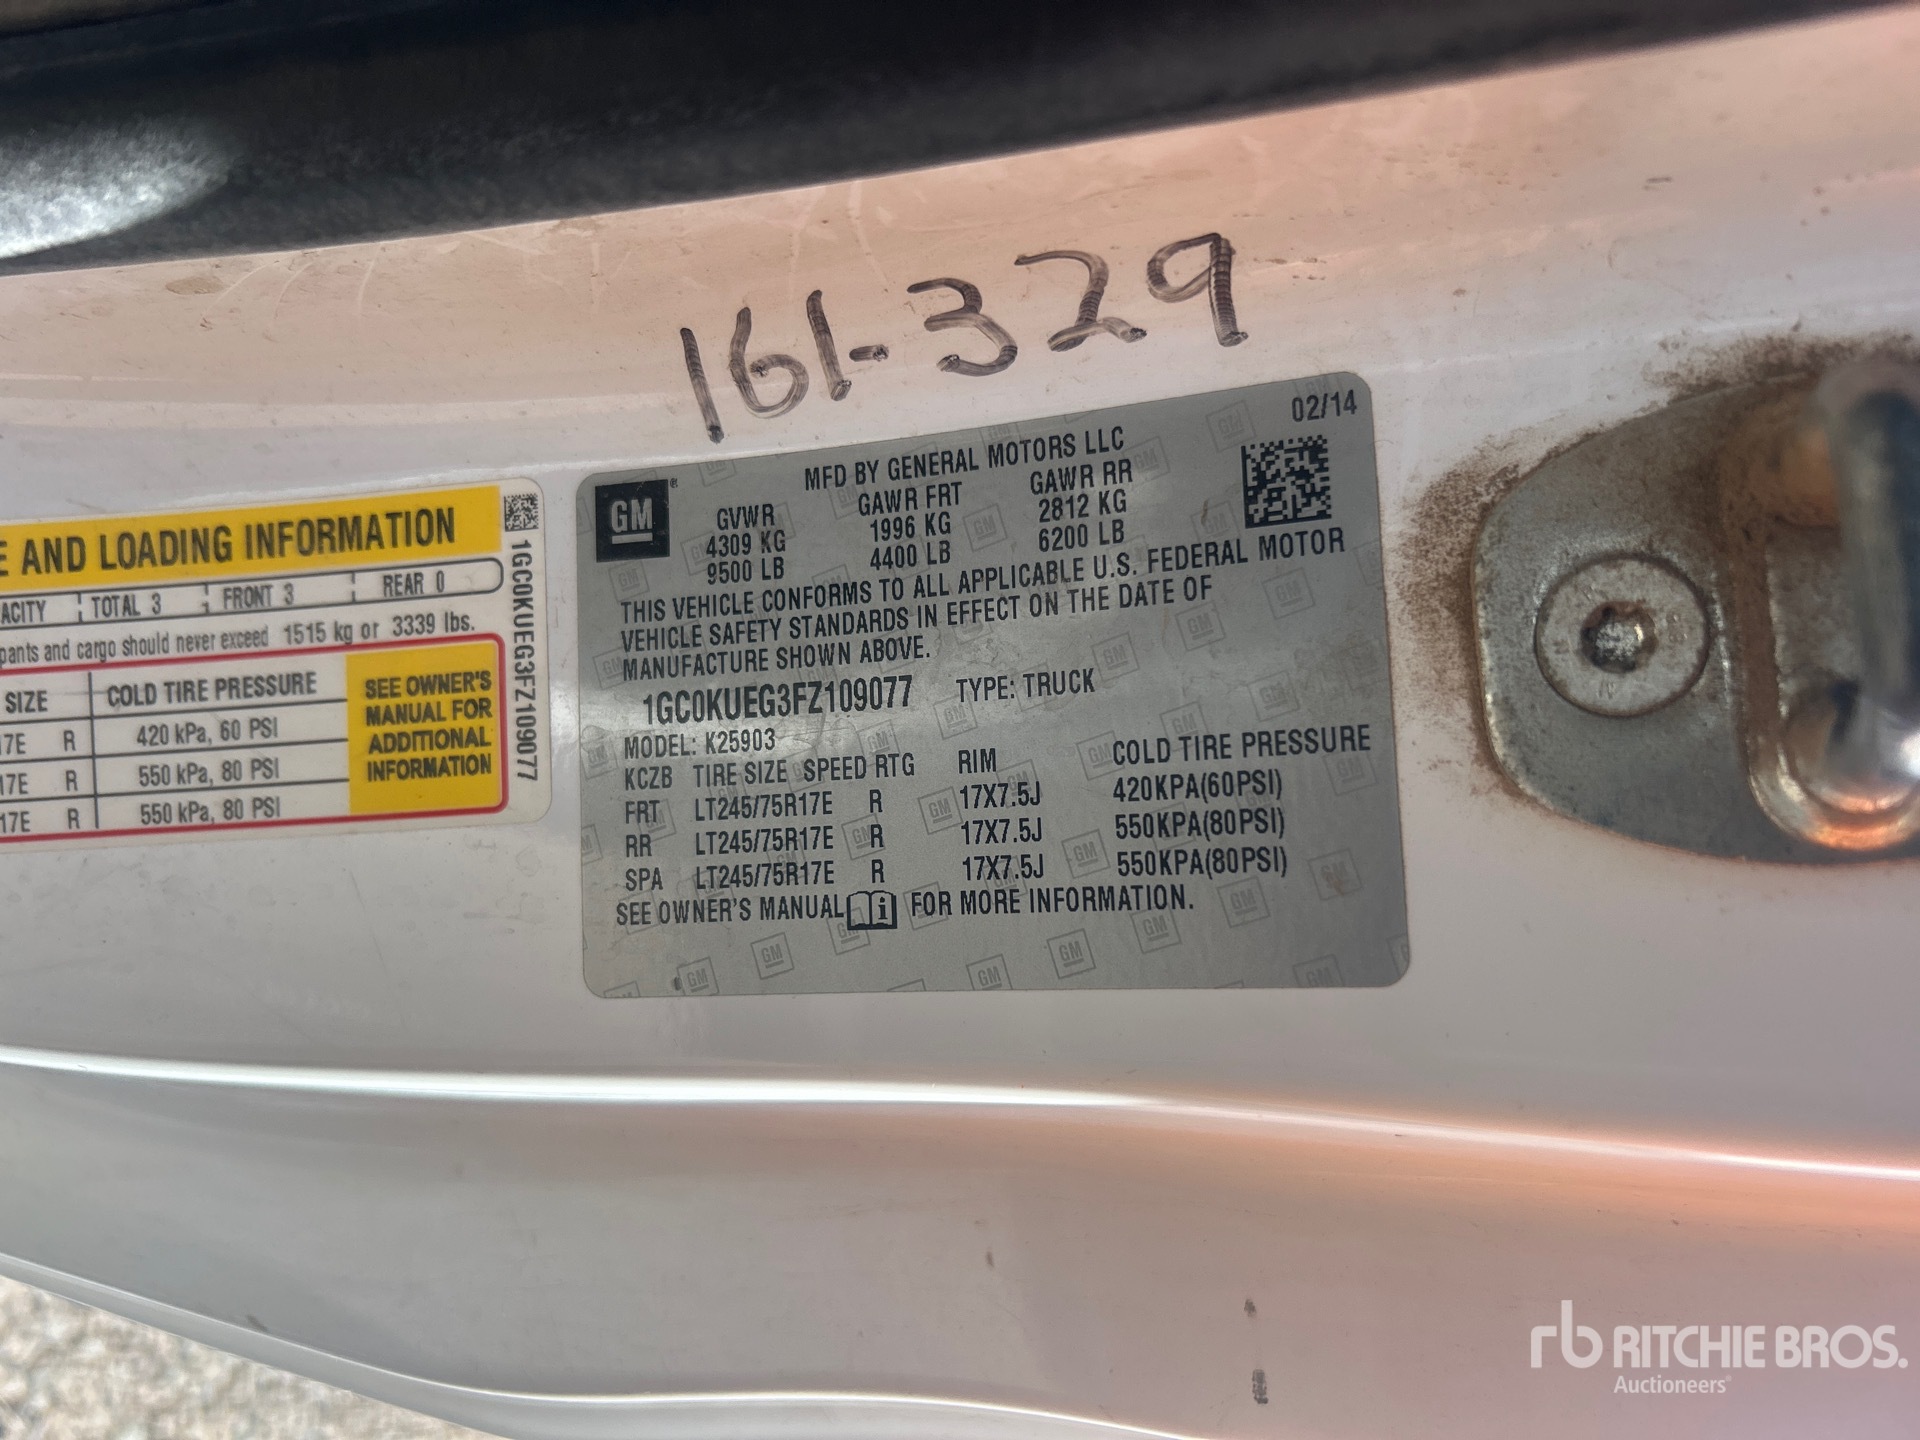 161-329
E AND LOADING INFORMATION
ACITY TOTAL 3 FRONT 3 REAR 0
pants and cargo should never exceed 1515 kg or 3339 lbs.
SIZE COLD TIRE PRESSURE
17E R 420 kPa, 60 PSI
17E R 550 kPa, 80 PSI
17E R 550 kPa, 80 PSI
SEE OWNER'S
MANUAL FOR
ADDITIONAL
INFORMATION
1GC0KUEG3FZ109077
GM®
02/14
MFD BY GENERAL MOTORS LLC
GVWR GAWR FRT GAWR RR
4309 KG 1996 KG 2812 KG
9500 LB 4400 LB 6200 LB
THIS VEHICLE CONFORMS TO ALL APPLICABLE U.S. FEDERAL MOTOR
VEHICLE SAFETY STANDARDS IN EFFECT ON THE DATE OF
MANUFACTURE SHOWN ABOVE.
1GC0KUEG3FZ109077 TYPE: TRUCK
MODEL: K25903
KCZB TIRE SIZE SPEED RTG RIM COLD TIRE PRESSURE
FRT LT245/75R17E R 17X7.5J 420KPA(60PSI)
RR LT245/75R17E R 17X7.5J 550KPA(80PSI)
SPA LT245/75R17E R 17X7.5J 550KPA(80PSI)
SEE OWNER'S MANUAL i FOR MORE INFORMATION.
rb RITCHIE BROS.
Auctioneers